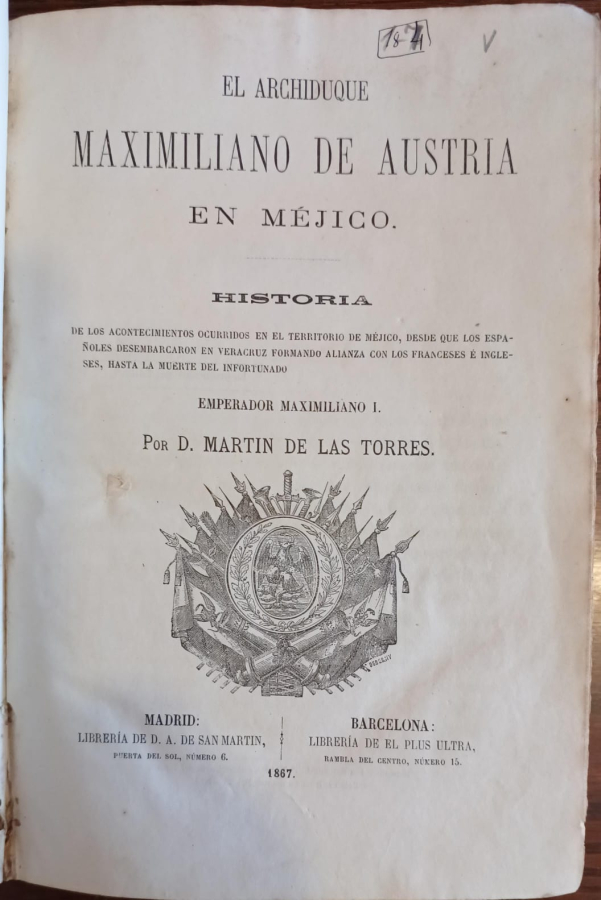 EL ARCHIDUQUE
MAXIMILIANO DE AUSTRIA
EN MÉJICO.
HISTORIA
DE LOS ACONTECIMIENTOS OCURRIDOS EN EL TERRITORIO DE MÉJICO, DESDE QUE LOS ESPA-
ÑOLES DESEMBARCARON EN VERACRUZ FORMANDO ALIANZA CON LOS FRANCESES É INGLE-
SES, HASTA LA MUERTE DEL INFORTUNADO
EMPERADOR MAXIMILIANO I.
POR D. MARTIN DE LAS TORRES.
MADRID:
LIBRERÍA DE D. A. DE SAN MARTIN,
PUERTA DEL SOL, NÚMERO 6.
BARCELONA:
LIBRERÍA DE EL PLUS ULTRA,
RAMBLA DEL CENTRO, NÚMERO 15.
1867.